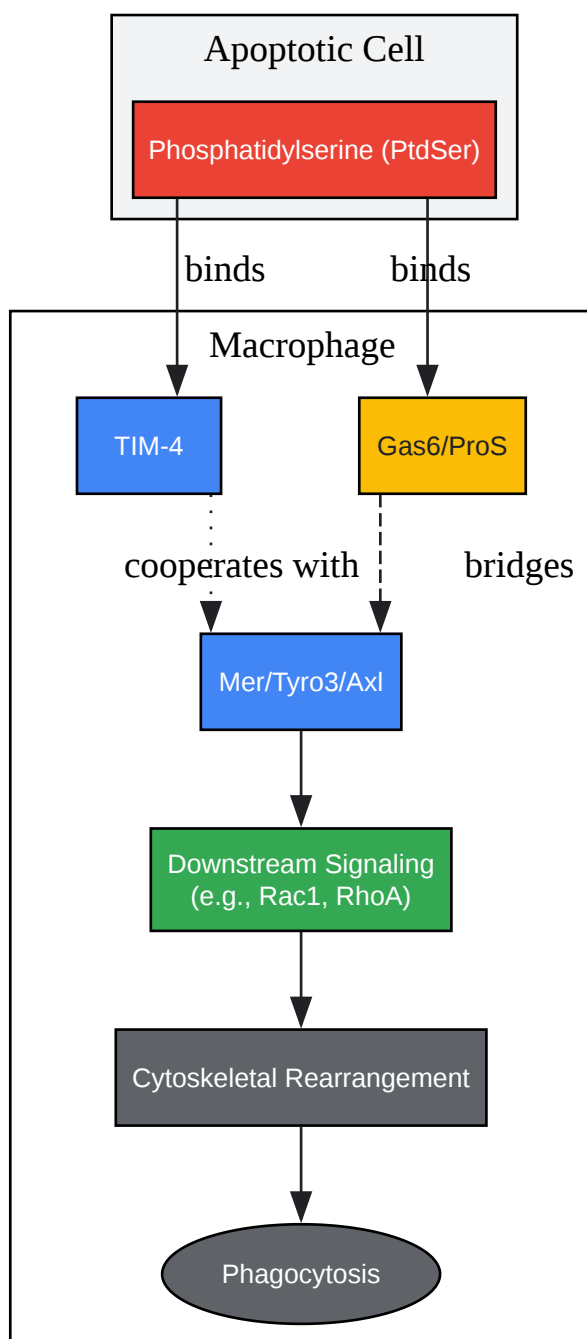 Apoptotic Cell
Phosphatidylserine (PtdSer)
binds
binds
Macrophage
TIM-4
Gas6/ProS
cooperates with
bridges
Mer/Tyro3/Axl
Downstream Signaling
(e.g., Rac1, RhoA)
Cytoskeletal Rearrangement
Phagocytosis